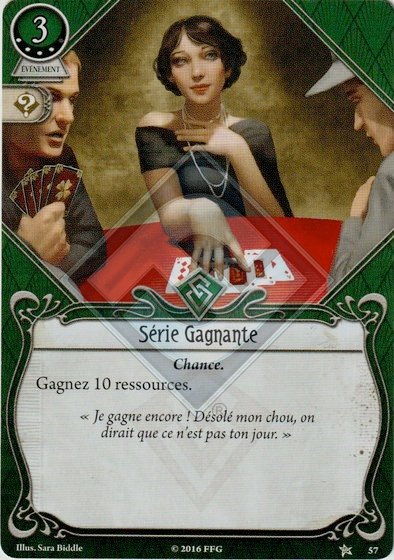 3
ÉVÉNEMENT
?
Série Gagnante
Chance.
Gagnez 10 ressources.
« Je gagne encore ! Désolé mon chou, on
dirait que ce n'est pas ton jour. »
®
Illus. Sara Biddle
© 2016 FFG
57